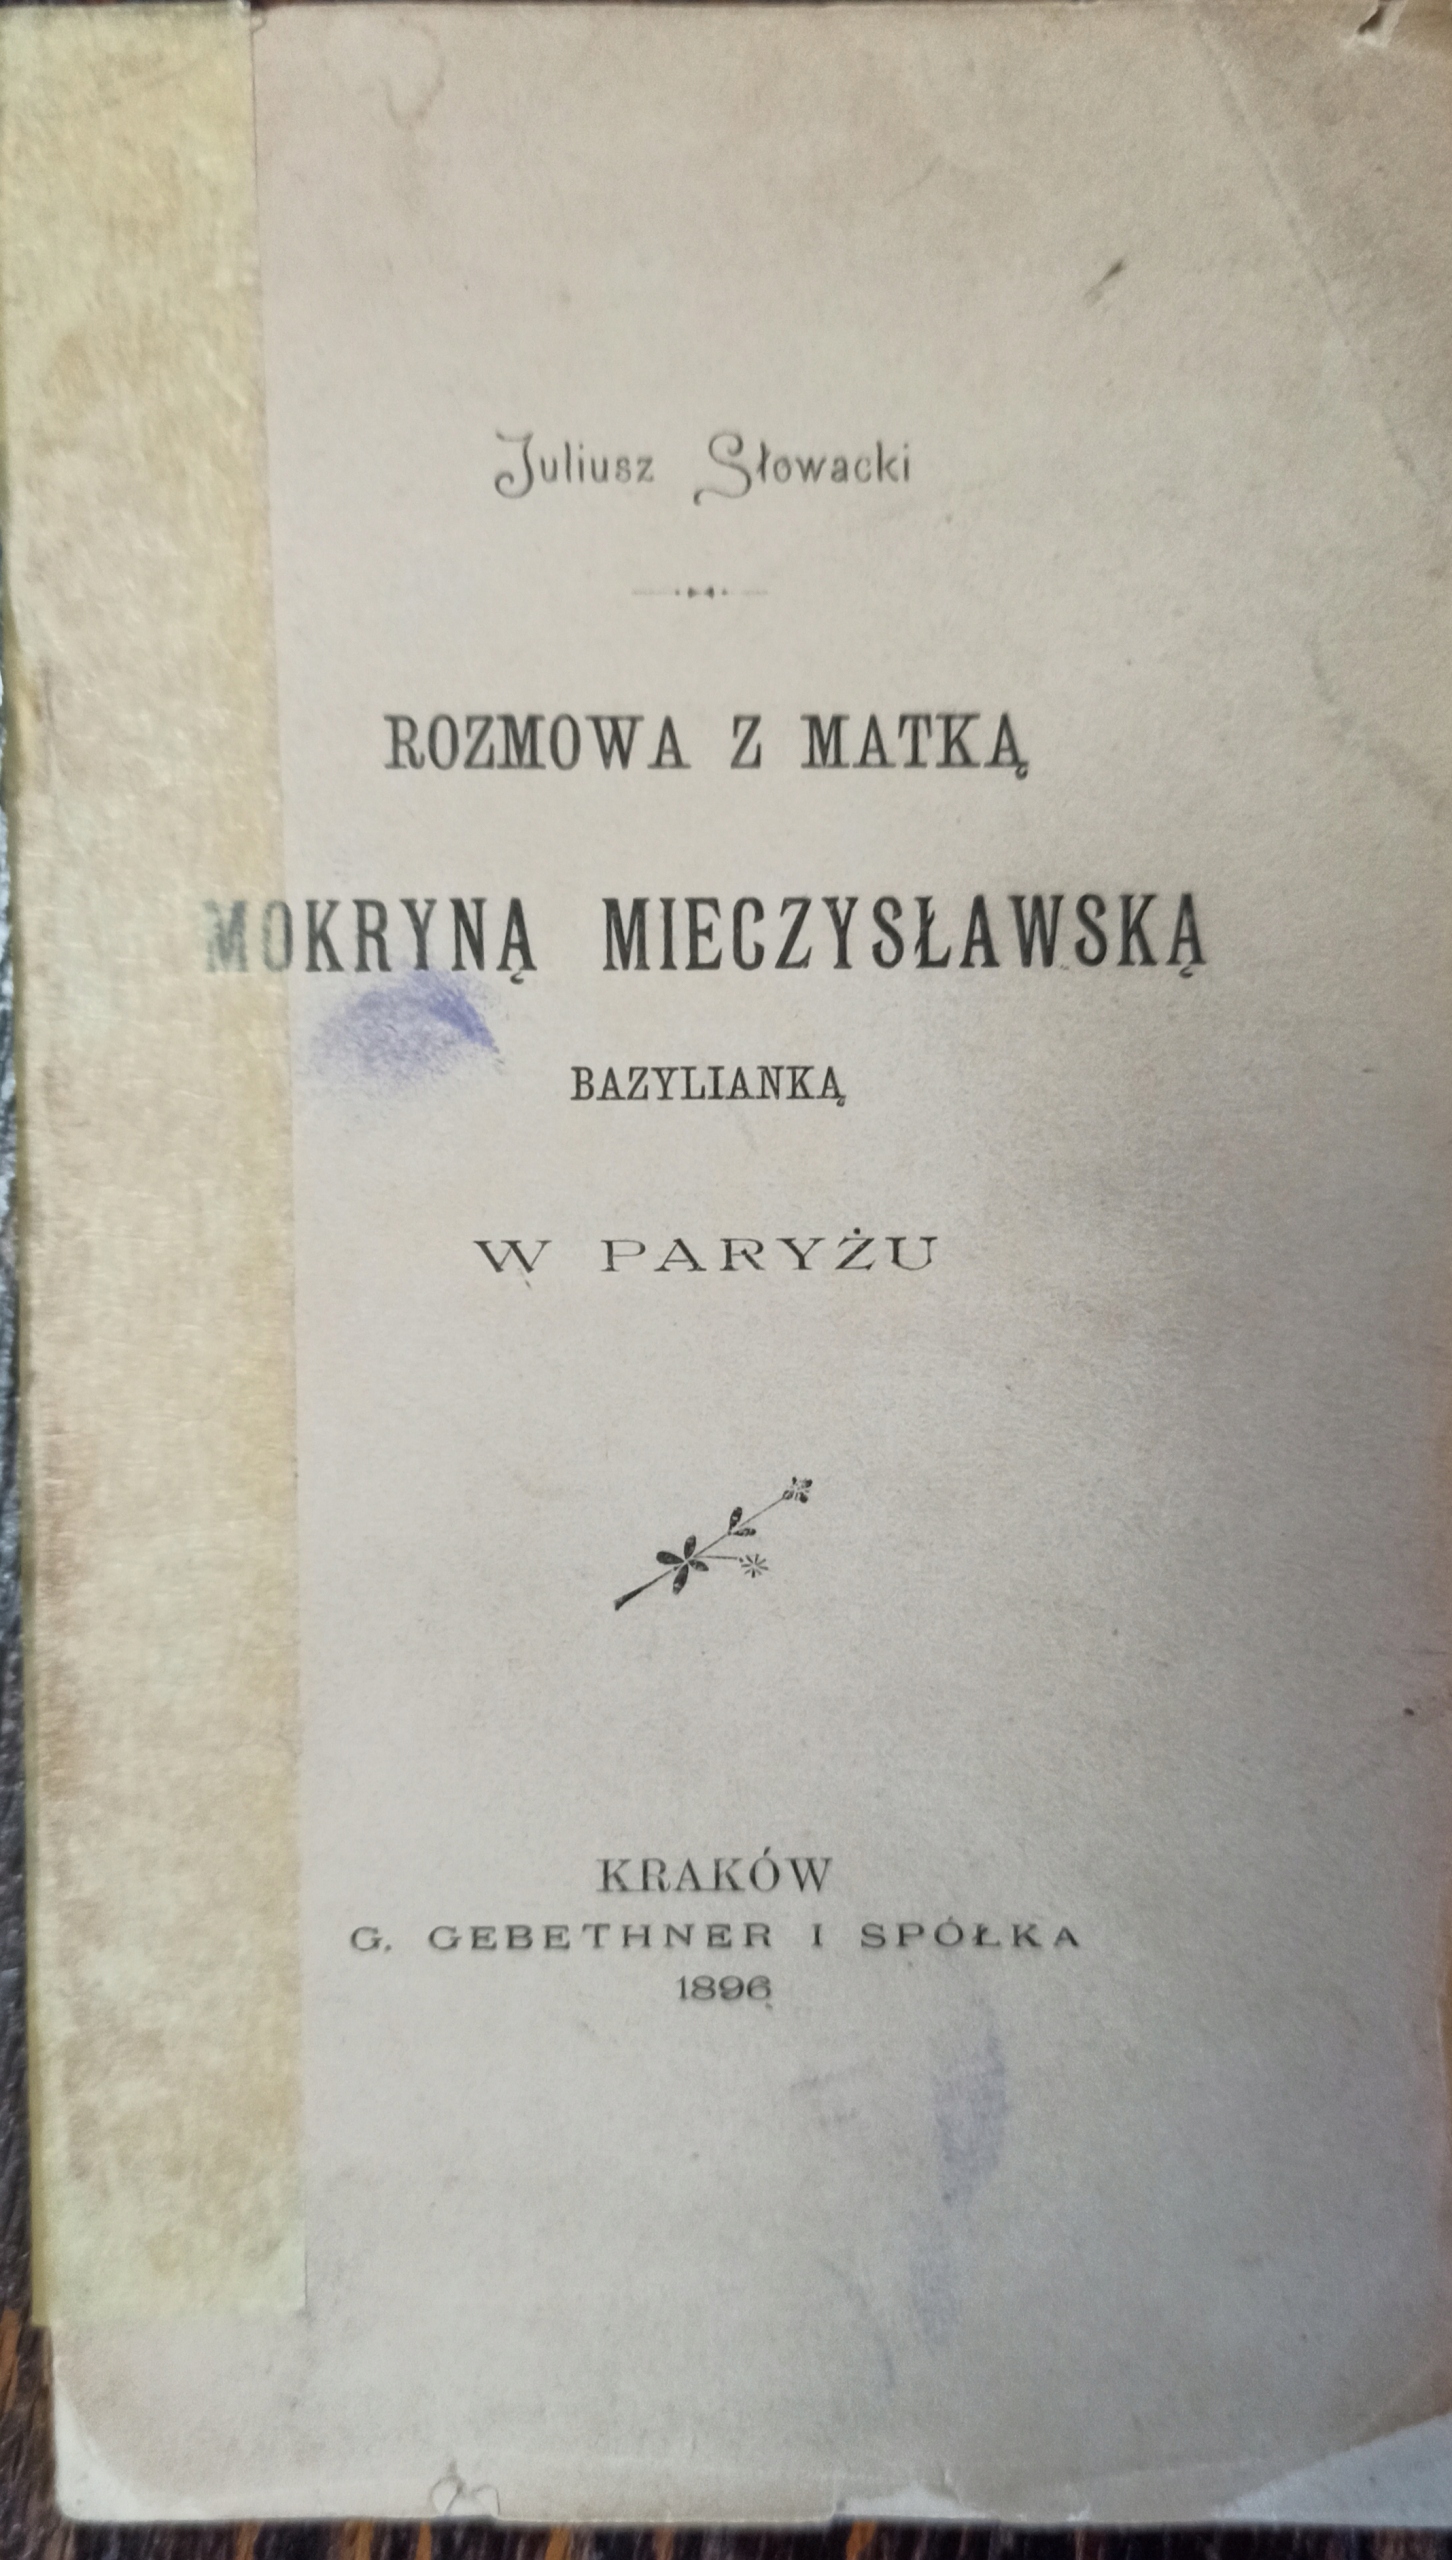 Juliusz Słowacki
ROZMOWA Z MATKĄ
MOKRYNĄ MIECZYSŁAWSKĄ
BAZYLIANKĄ
W PARYŻU
KRAKÓW
G. GEBETHNER I SPÓŁKA
1896